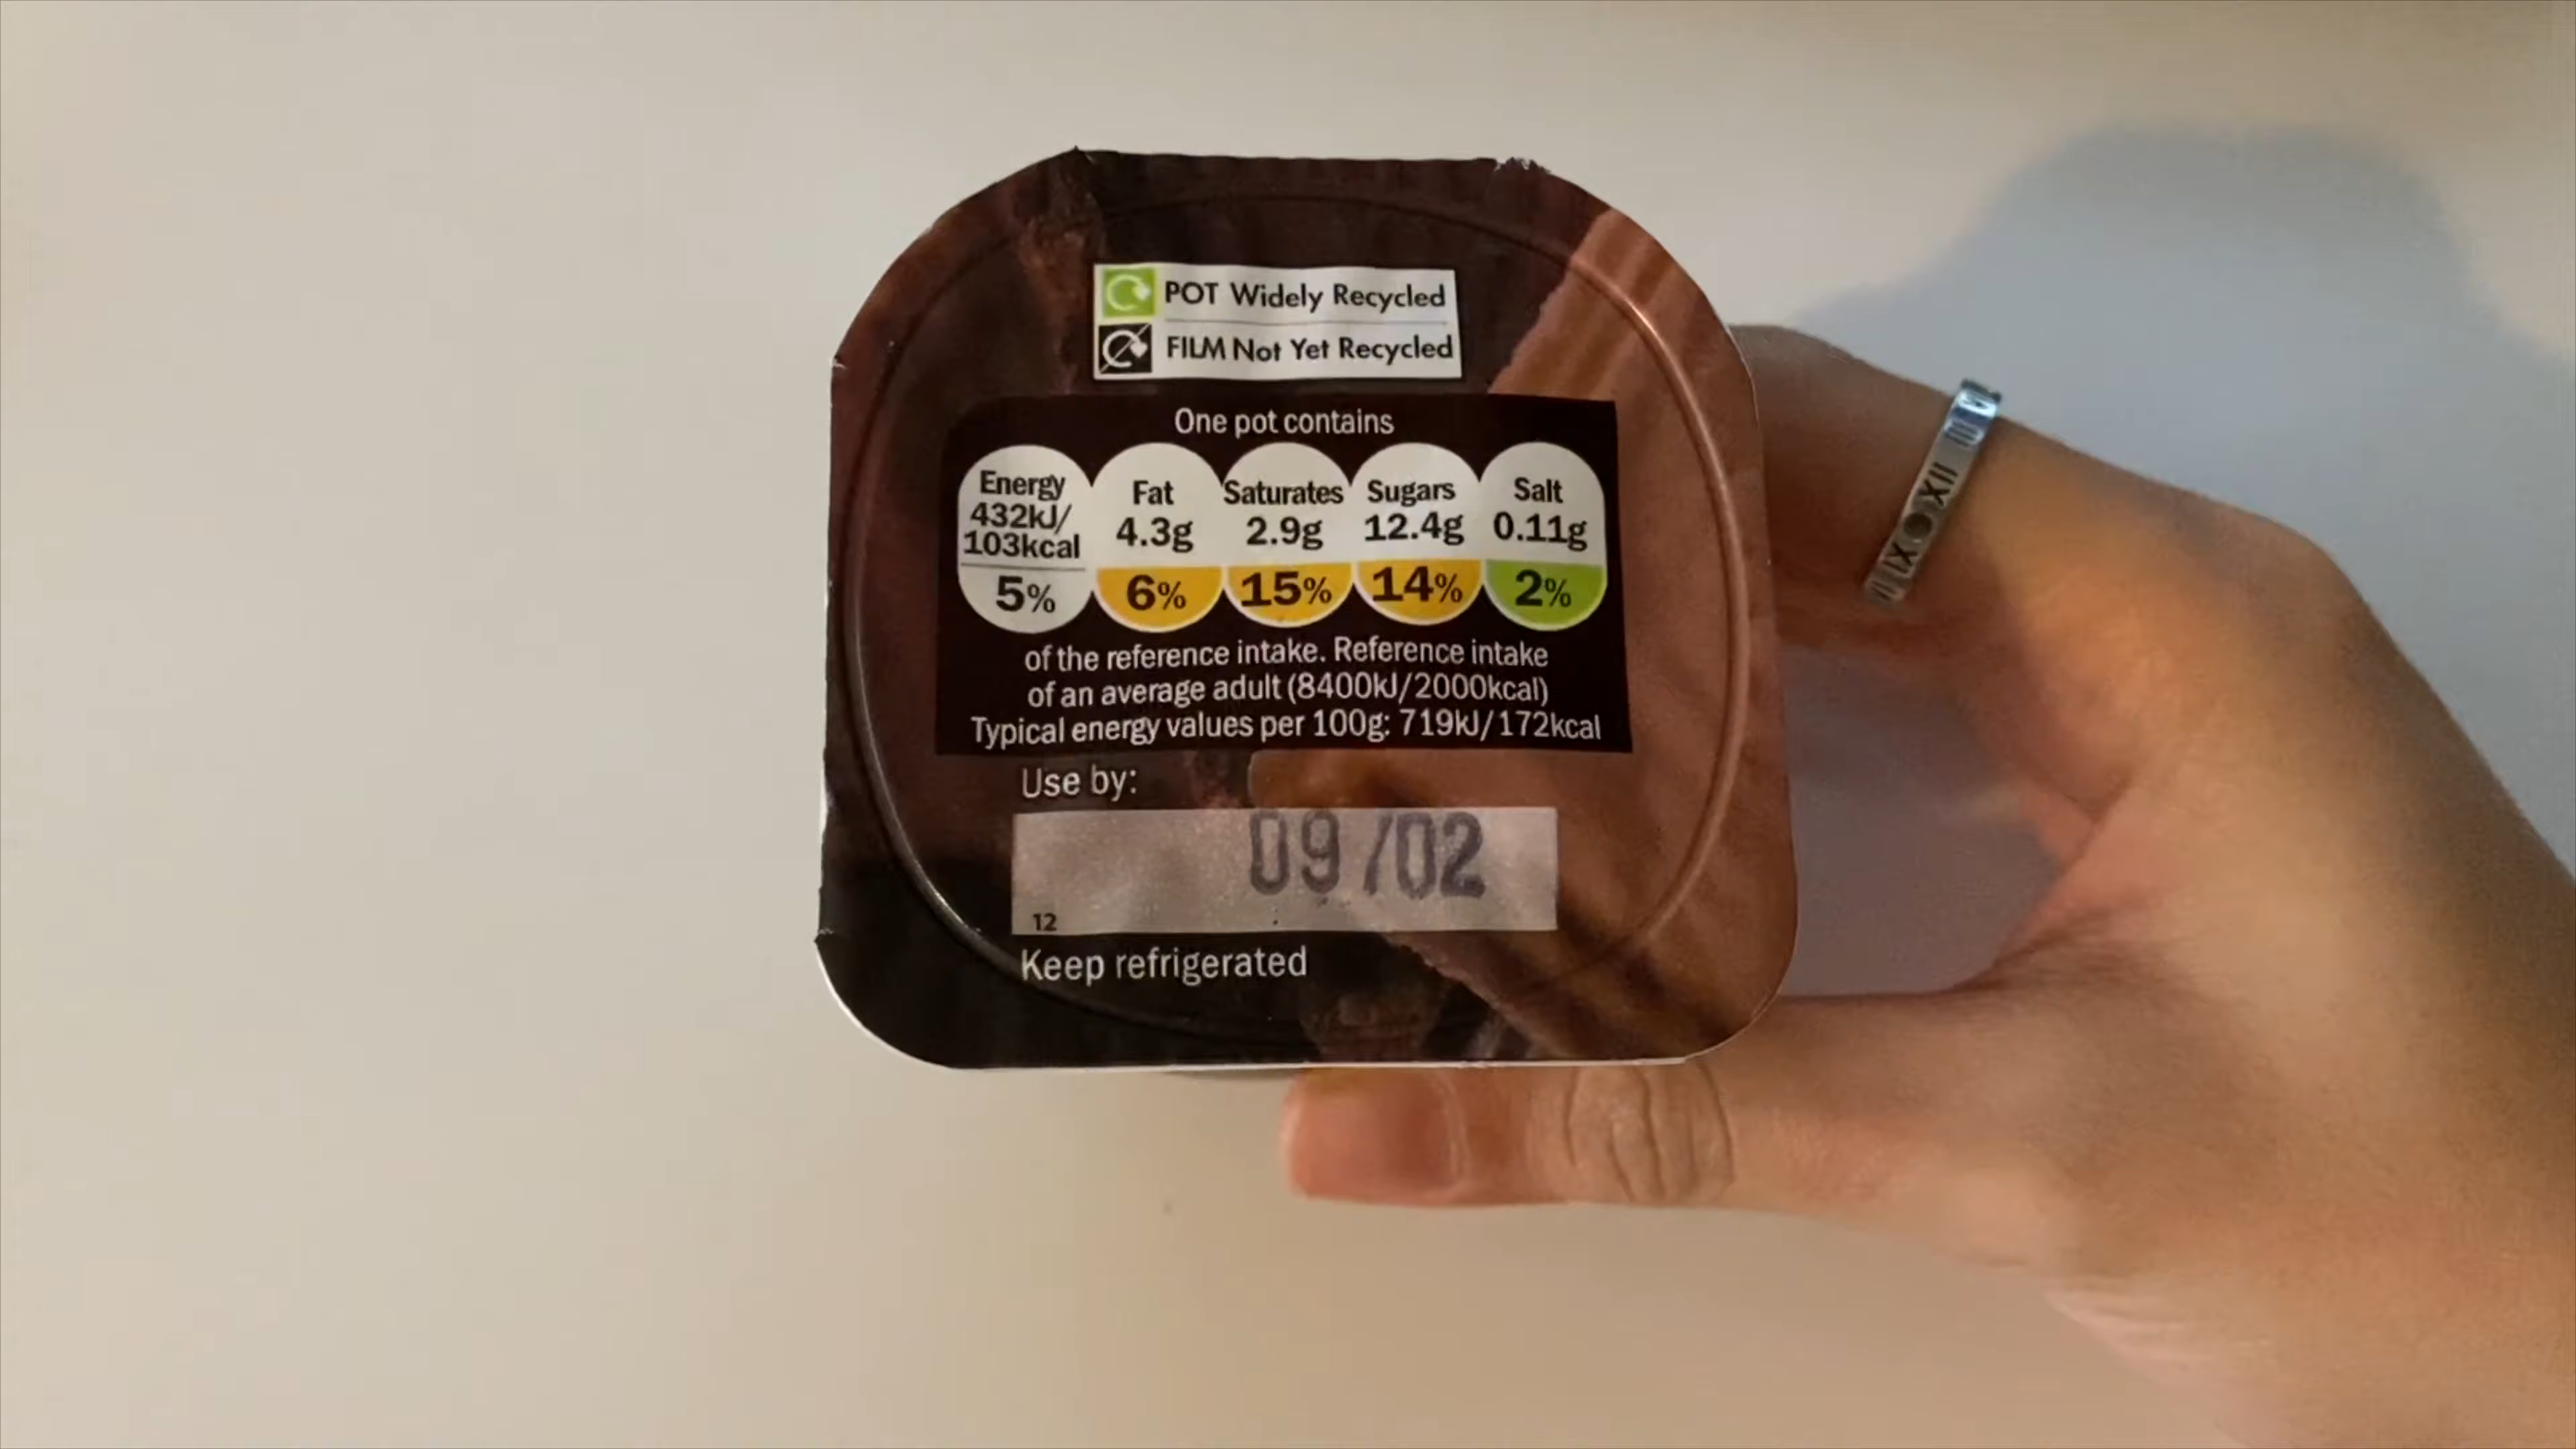 POT Widely Recycled
FILM Not Yet Recycled
One pot contains
Energy 432kJ/ 103kcal 5%
Fat 4.3g 6%
Saturates 2.9g 15%
Sugars 12.4g 14%
Salt 0.11g 2%
of the reference intake. Reference intake
of an average adult (8400kJ/2000kcal)
Typical energy values per 100g: 719kJ/172kcal
Use by:
09/02
12
Keep refrigerated
XII
XI